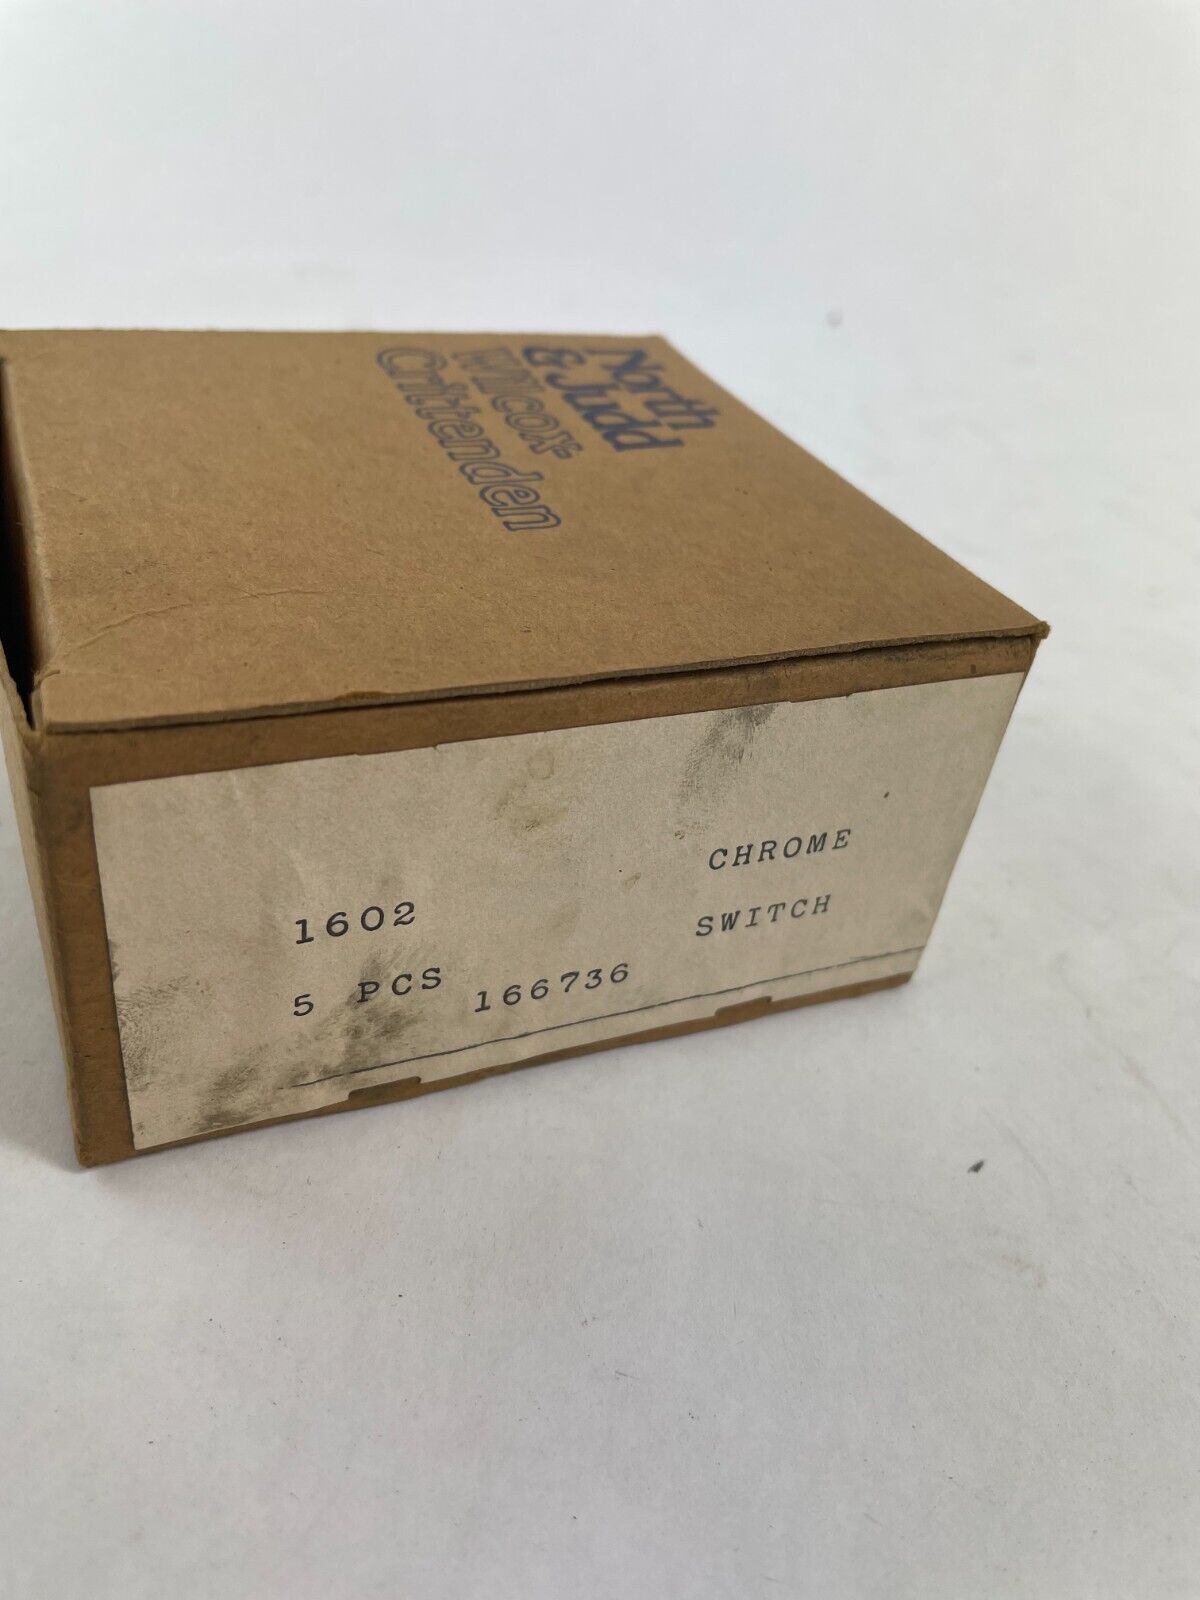 North
& Judd
Wilcox-
Crittenden
CHROME
1602 SWITCH
5 PCS 166736